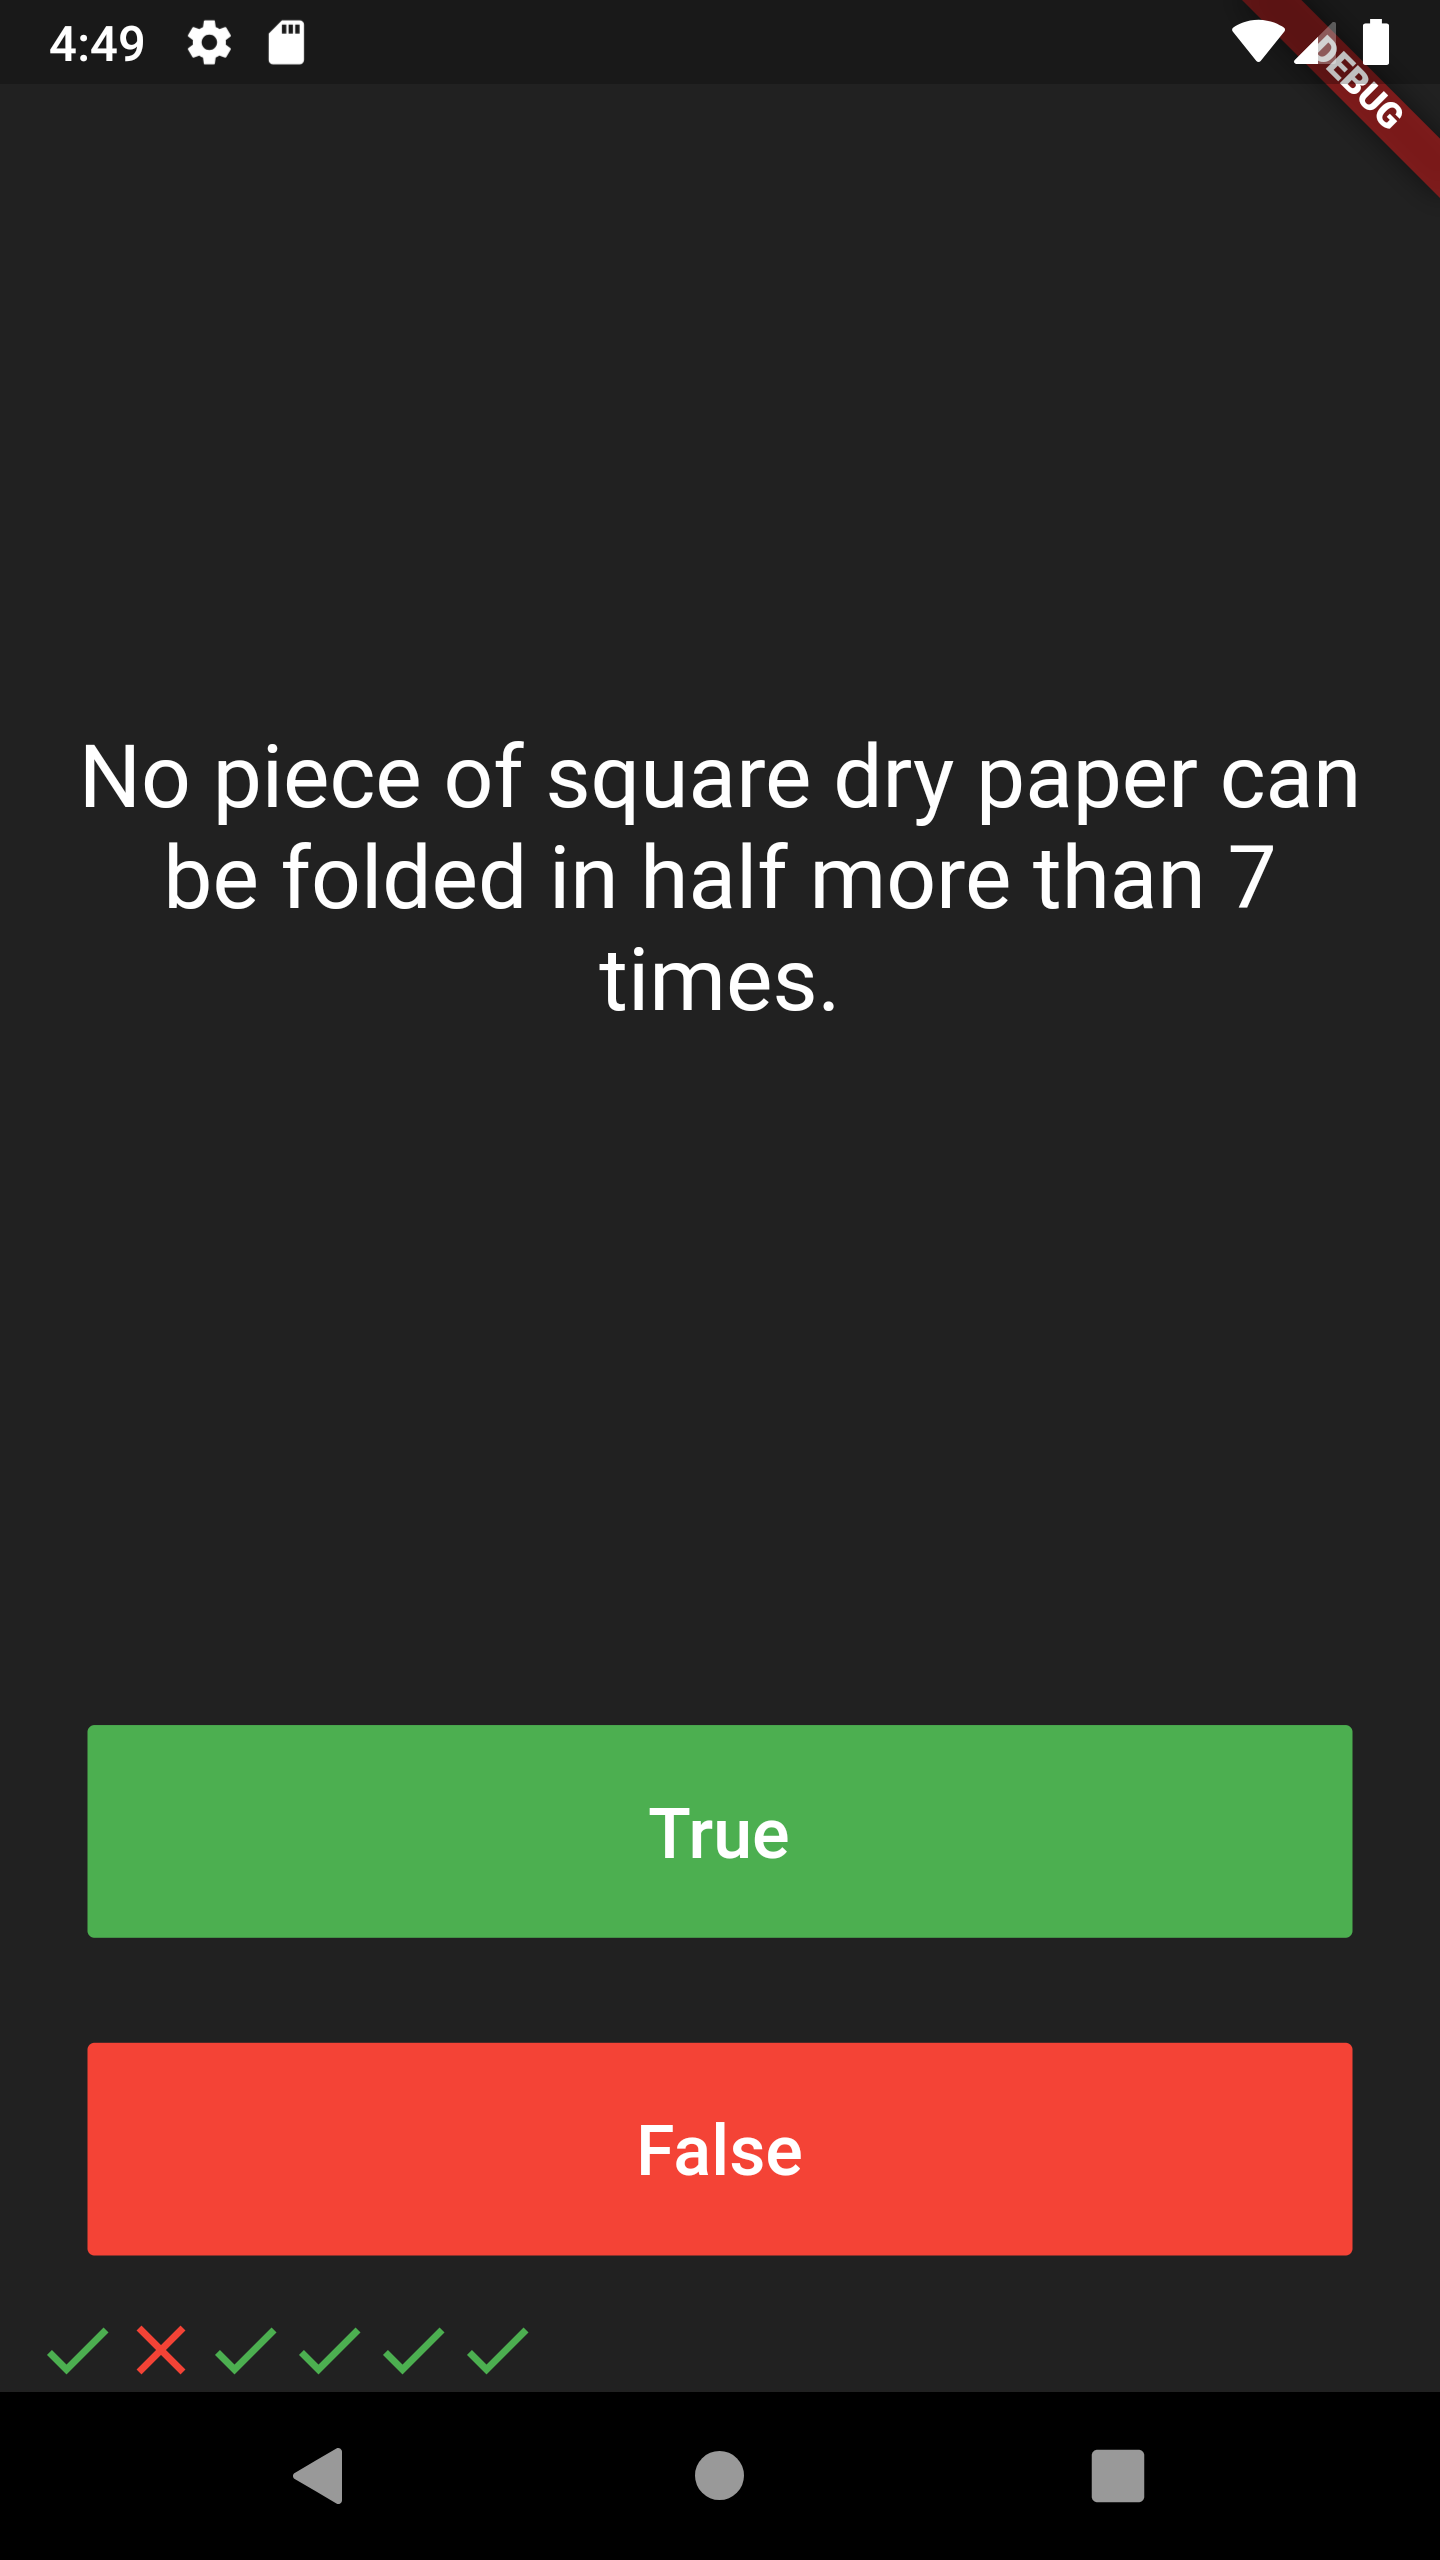 4:49
DEBUG
No piece of square dry paper can
be folded in half more than 7
times.
True
False